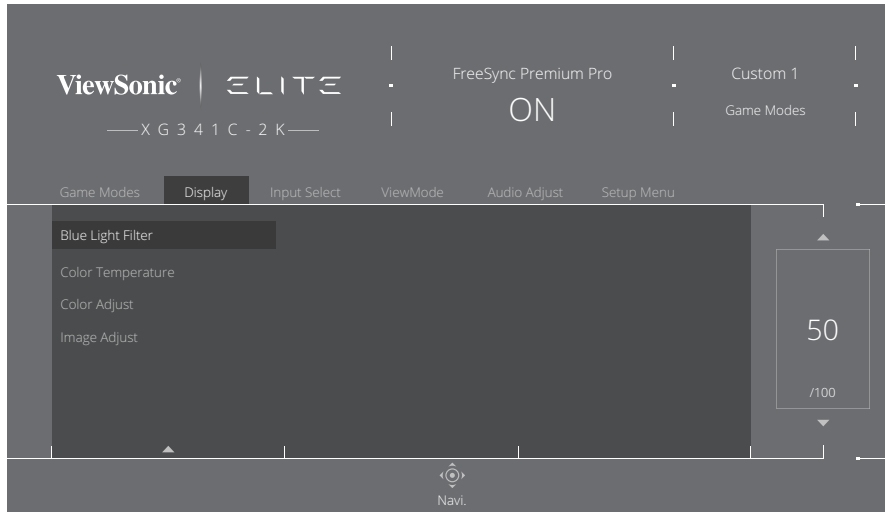 ViewSonic® ELITE
XG341C-2K
FreeSync Premium Pro
ON
Custom 1
Game Modes
Game Modes Display Input Select ViewMode Audio Adjust Setup Menu
Blue Light Filter
Color Temperature
Color Adjust
Image Adjust
50
/100
Navi.